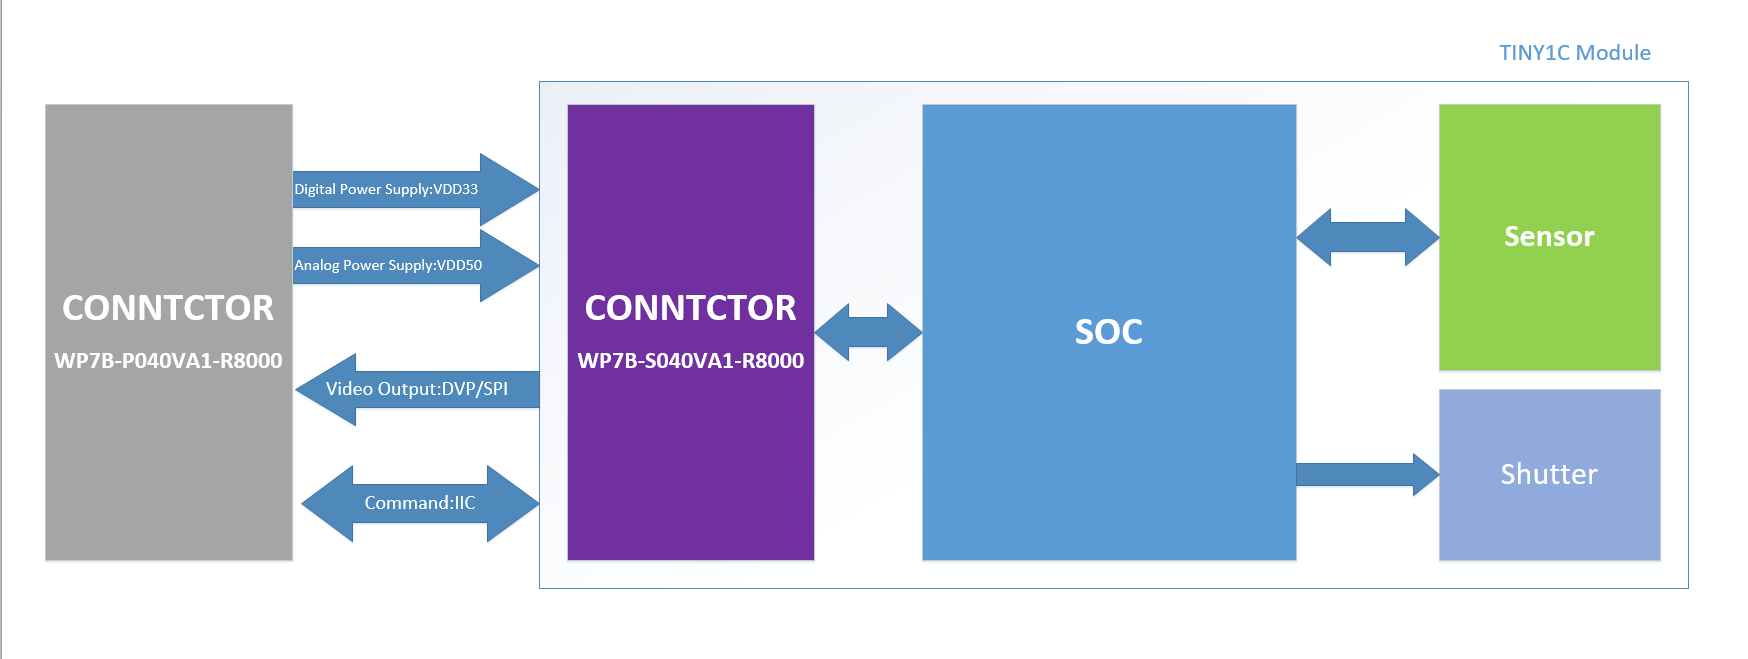 TINY1C Module
CONNTCTOR
WP7B-P040VA1-R8000
Digital Power Supply:VDD33
Analog Power Supply:VDD50
Video Output:DVP/SPI
Command:IIC
CONNTCTOR
WP7B-S040VA1-R8000
SOC
Sensor
Shutter